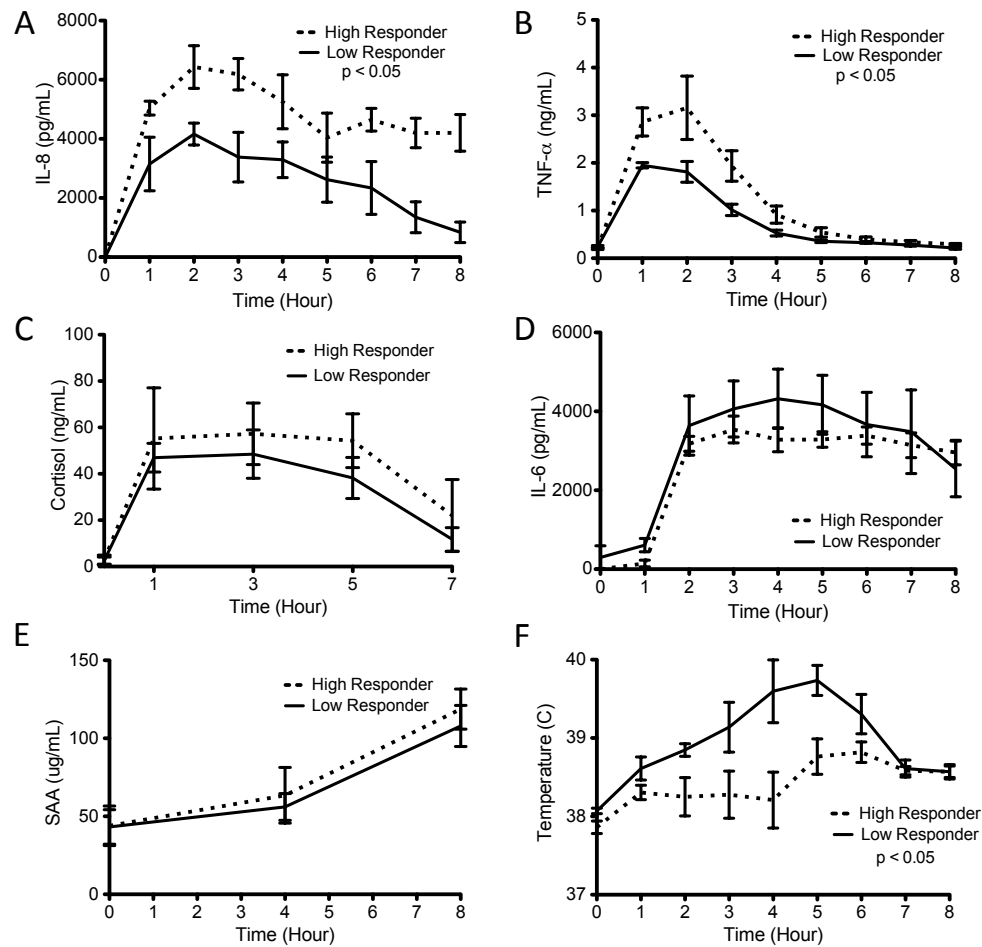 A
8000
6000
4000
2000
0
IL-8 (pg/mL)
High Responder
Low Responder
p < 0.05
0 1 2 3 4 5 6 7 8
Time (Hour)
B
5
4
3
2
1
0
TNF-α (ng/mL)
High Responder
Low Responder
p < 0.05
0 1 2 3 4 5 6 7 8
Time (Hour)
C
100
80
60
40
20
0
Cortisol (ng/mL)
High Responder
Low Responder
1 3 5 7
Time (Hour)
D
6000
4000
2000
0
IL-6 (pg/mL)
High Responder
Low Responder
0 1 2 3 4 5 6 7 8
Time (Hour)
E
150
100
50
0
SAA (ug/mL)
High Responder
Low Responder
0 1 2 3 4 5 6 7 8
Time (Hour)
F
40
39
38
37
Temperature (C)
High Responder
Low Responder
p < 0.05
0 1 2 3 4 5 6 7 8
Time (Hour)